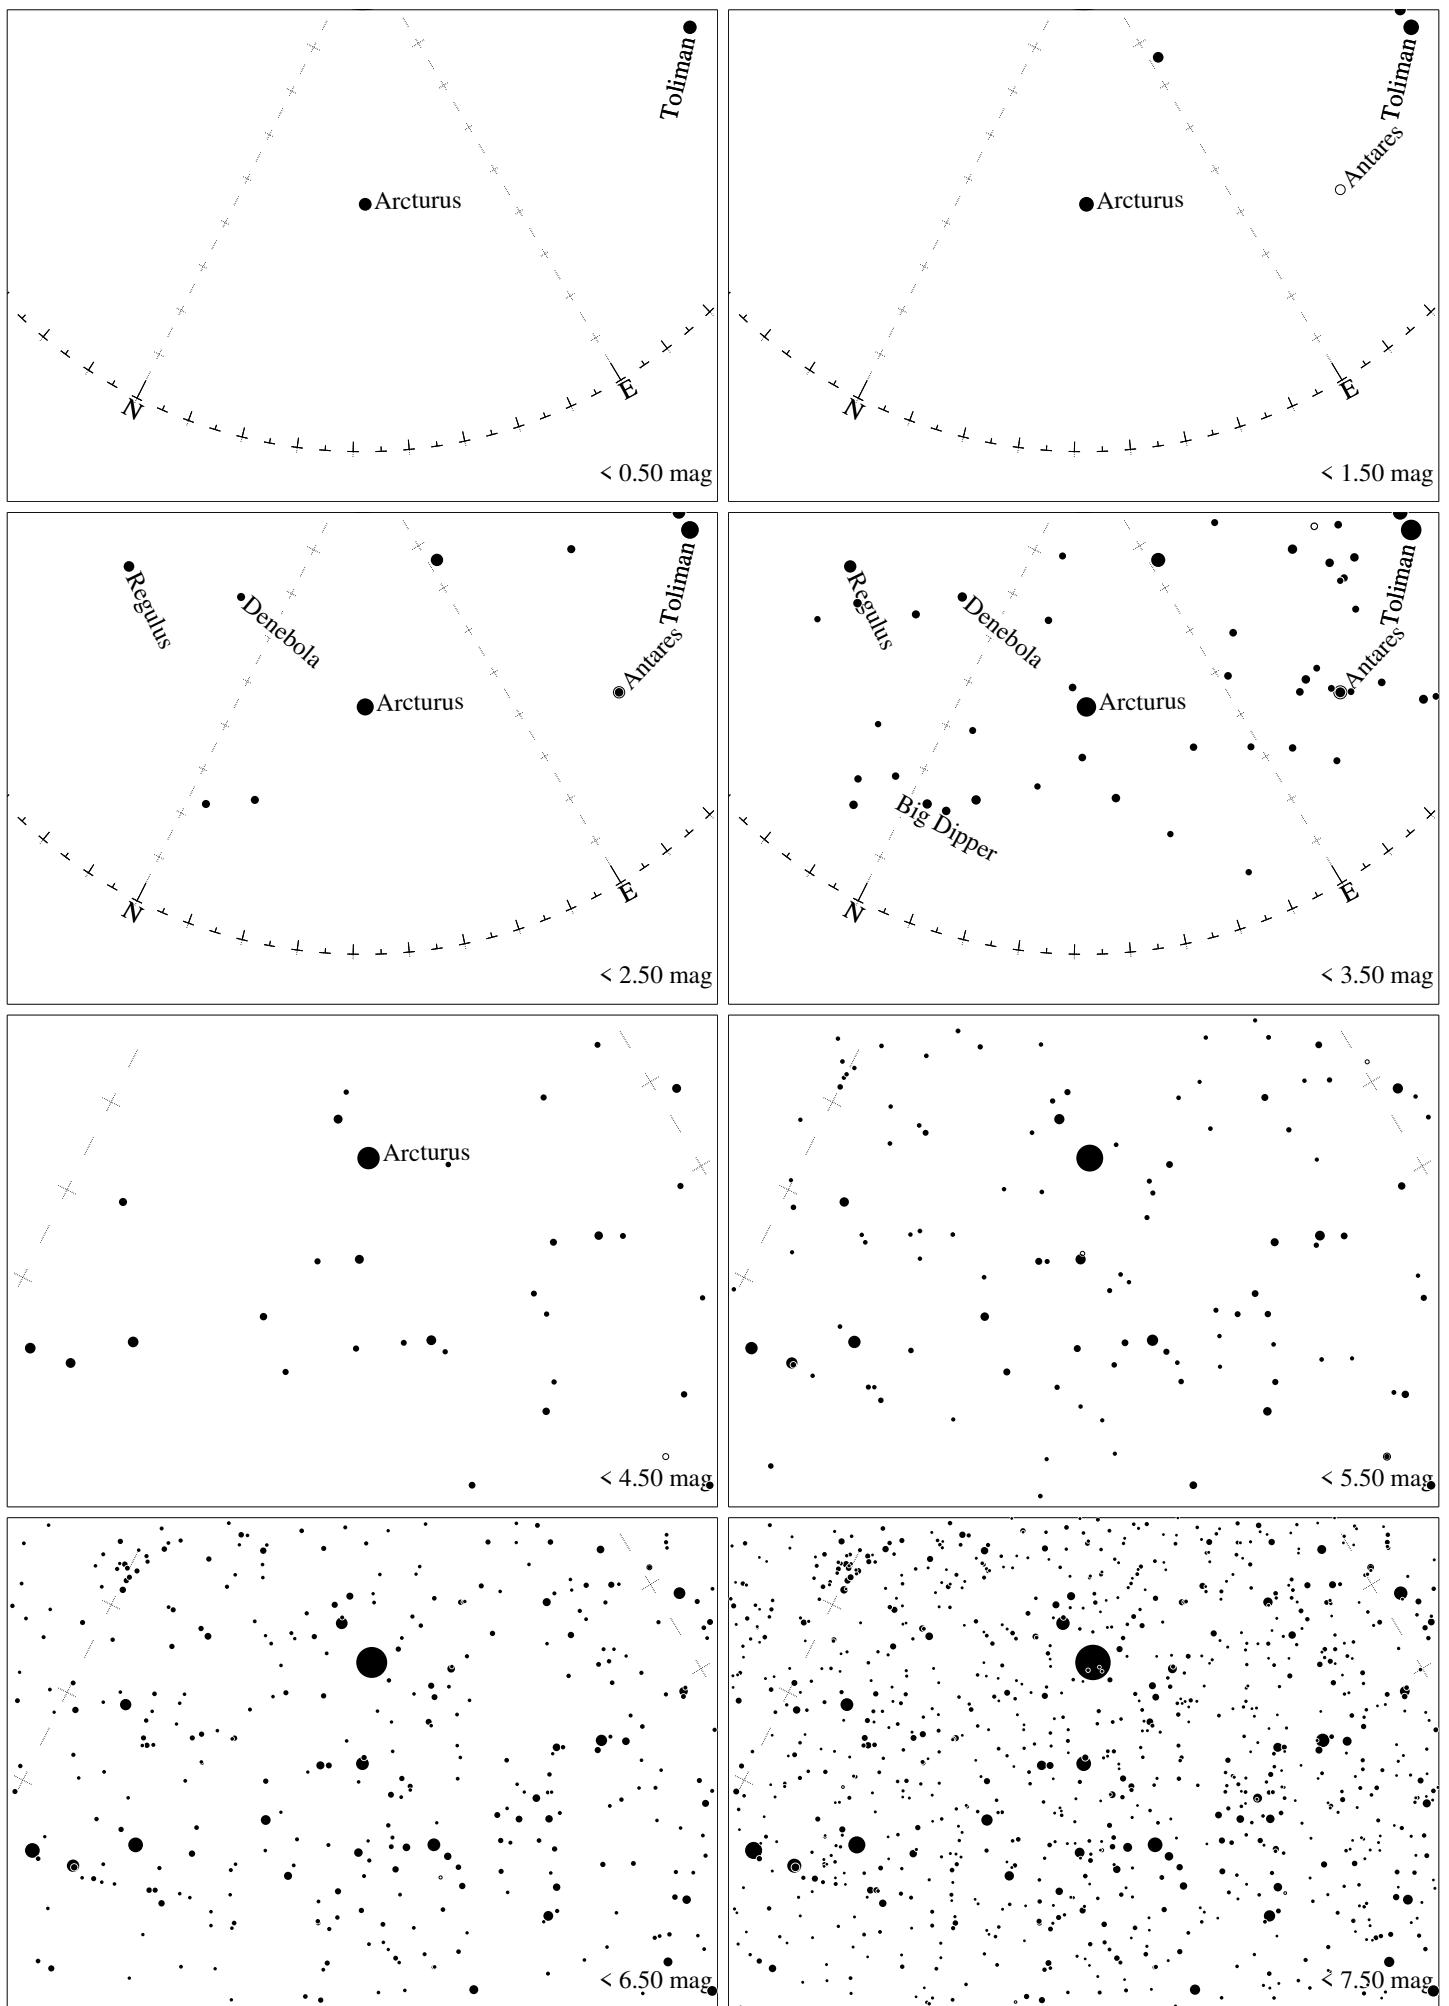 Toliman
Arcturus
N
E
< 0.50 mag
Toliman
Antares
Arcturus
N
E
< 1.50 mag
Regulus
Denebola
Toliman
Antares
Arcturus
N
E
< 2.50 mag
Regulus
Denebola
Toliman
Antares
Arcturus
Big Dipper
N
E
< 3.50 mag
Arcturus
< 4.50 mag
< 5.50 mag
< 6.50 mag
< 7.50 mag